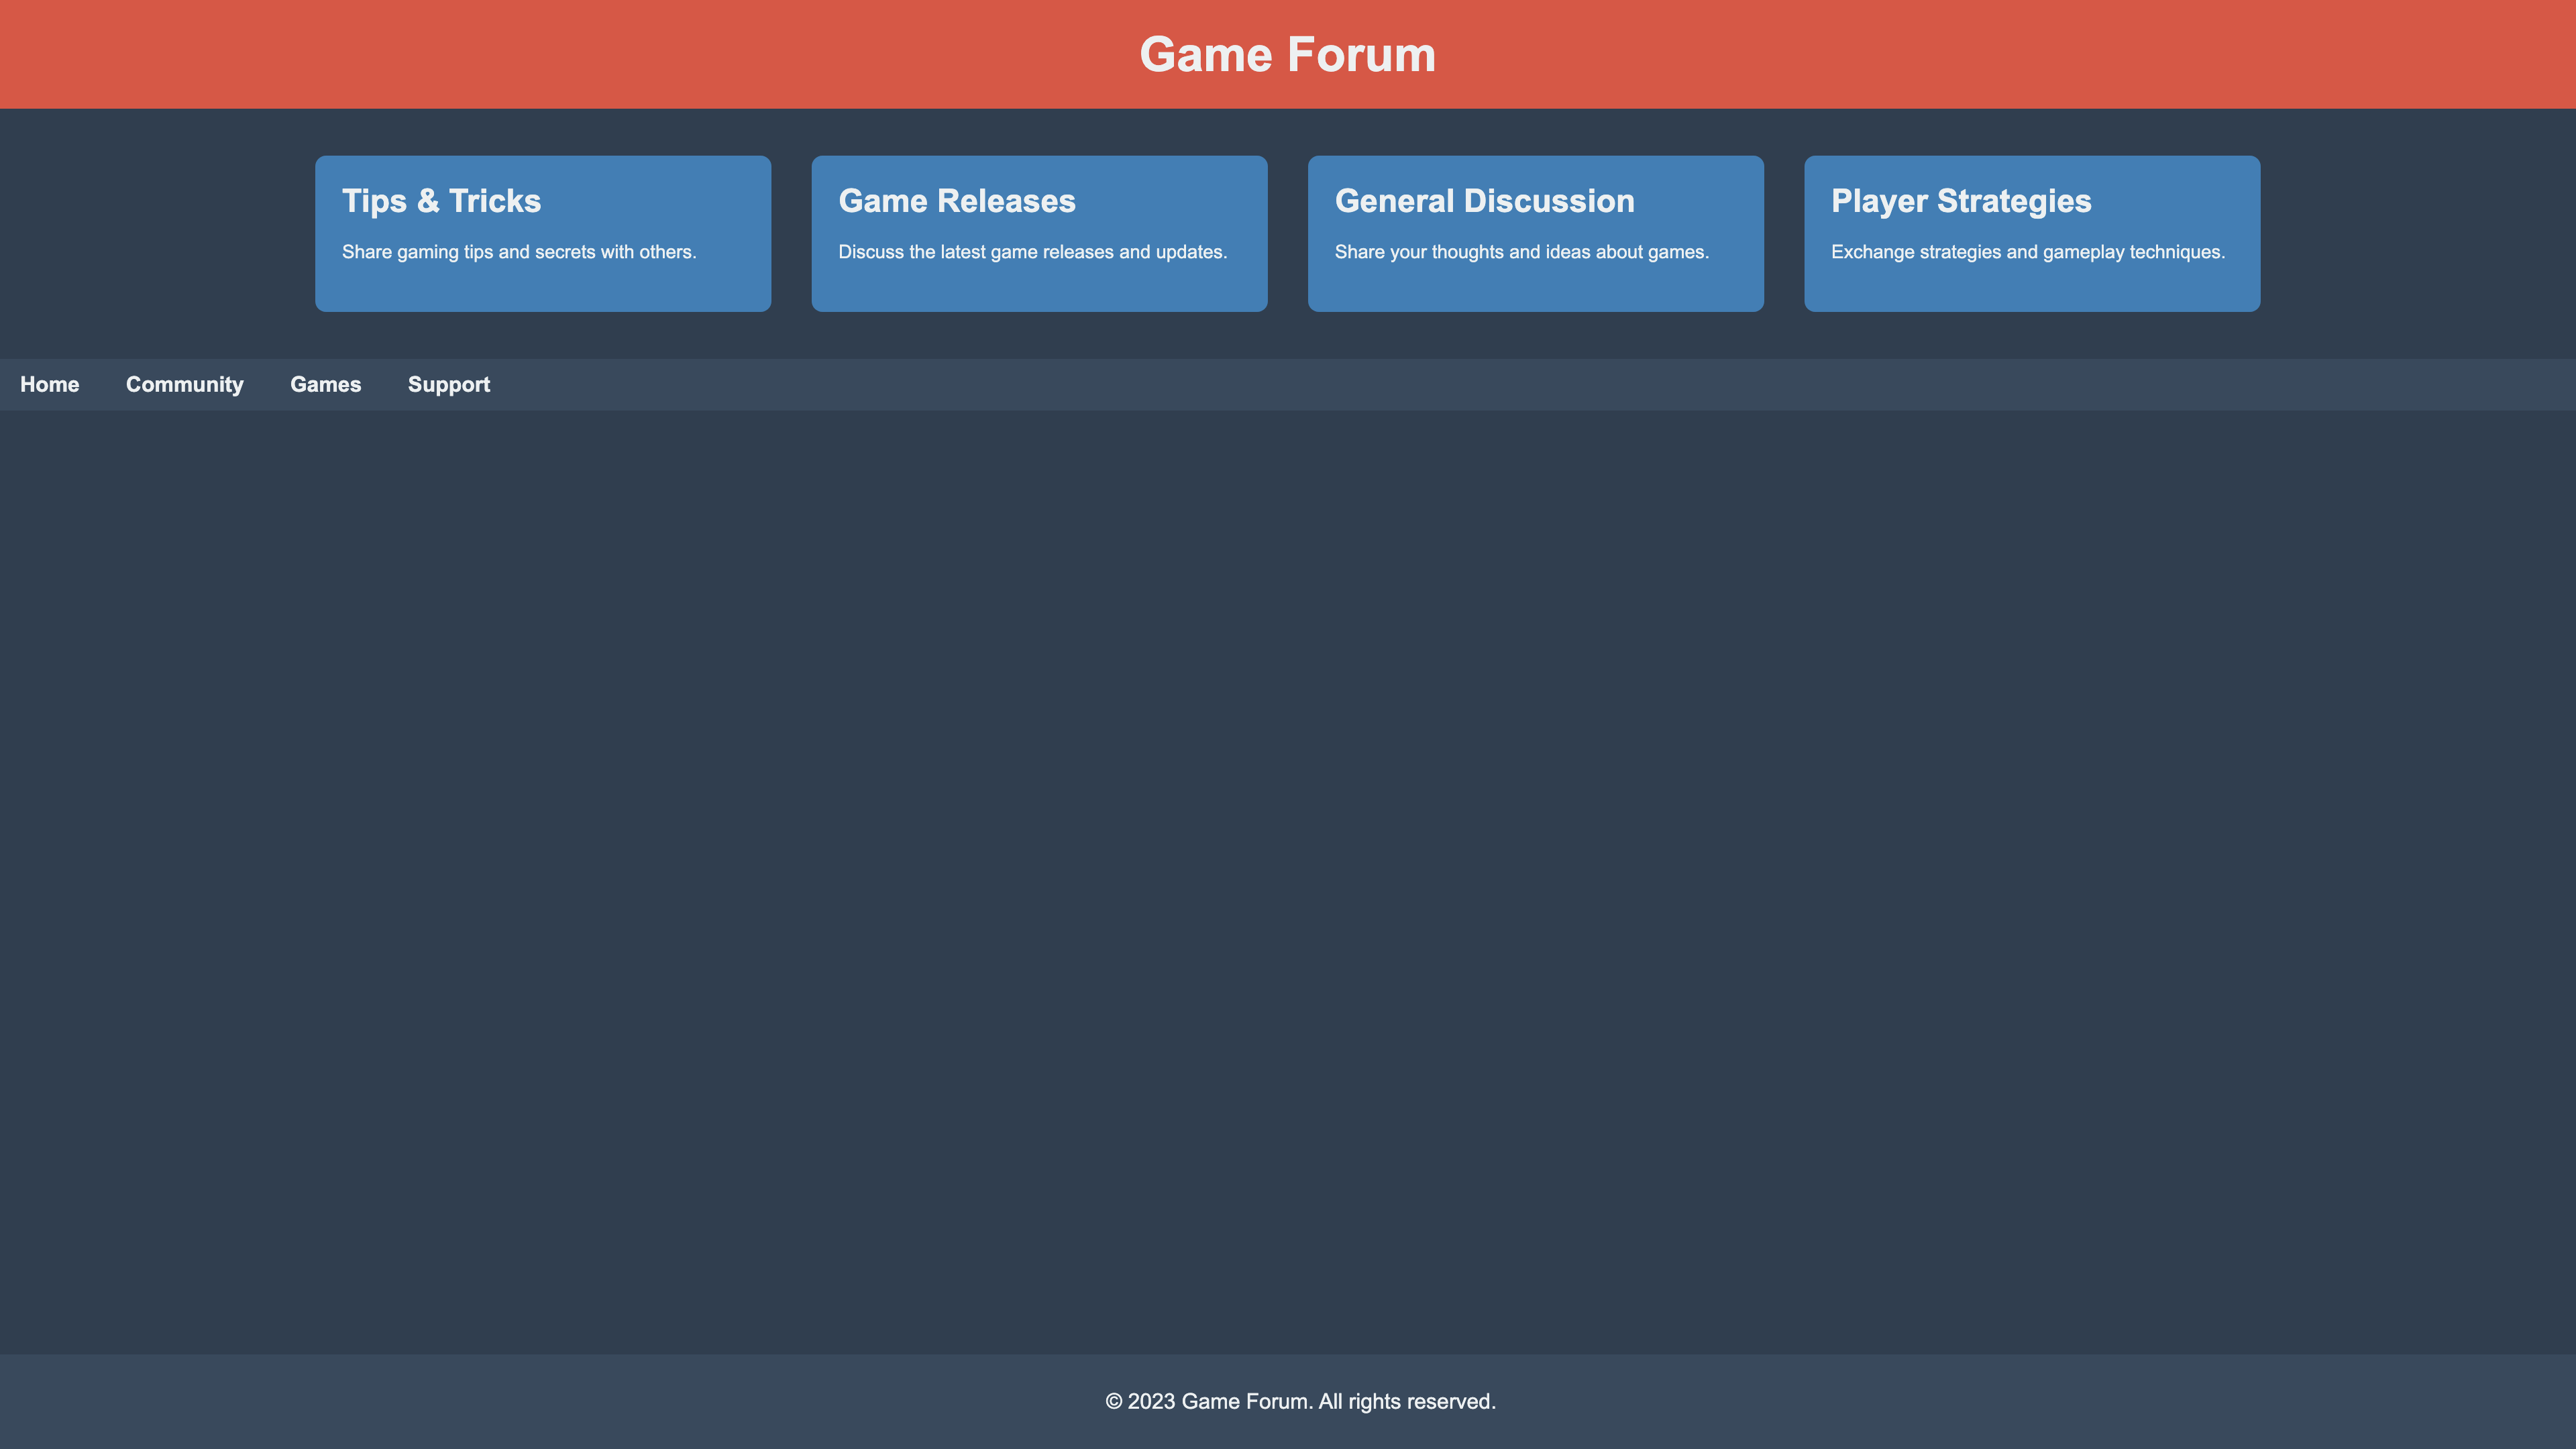 Game Forum
Tips & Tricks
Share gaming tips and secrets with others.
Game Releases
Discuss the latest game releases and updates.
General Discussion
Share your thoughts and ideas about games.
Player Strategies
Exchange strategies and gameplay techniques.
Home Community Games Support
© 2023 Game Forum. All rights reserved.